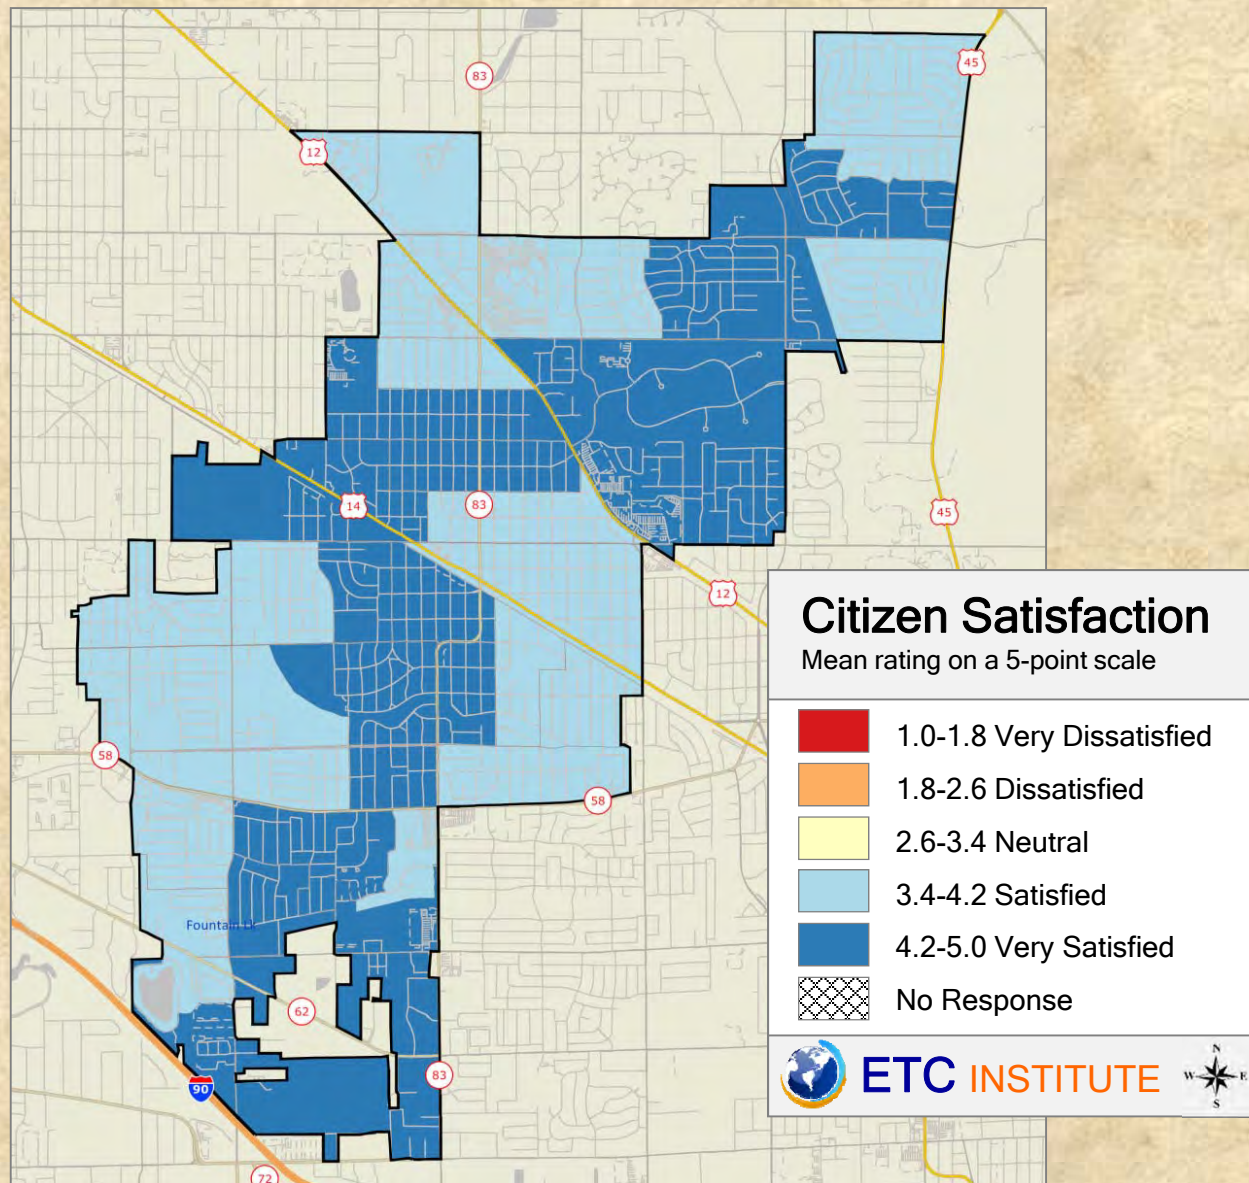 45
83
12
14
83
45
12
58
58
Fountain Lk
62
90
83
72
Citizen Satisfaction
Mean rating on a 5-point scale
1.0-1.8 Very Dissatisfied
1.8-2.6 Dissatisfied
2.6-3.4 Neutral
3.4-4.2 Satisfied
4.2-5.0 Very Satisfied
No Response
ETC INSTITUTE
N
W E
S